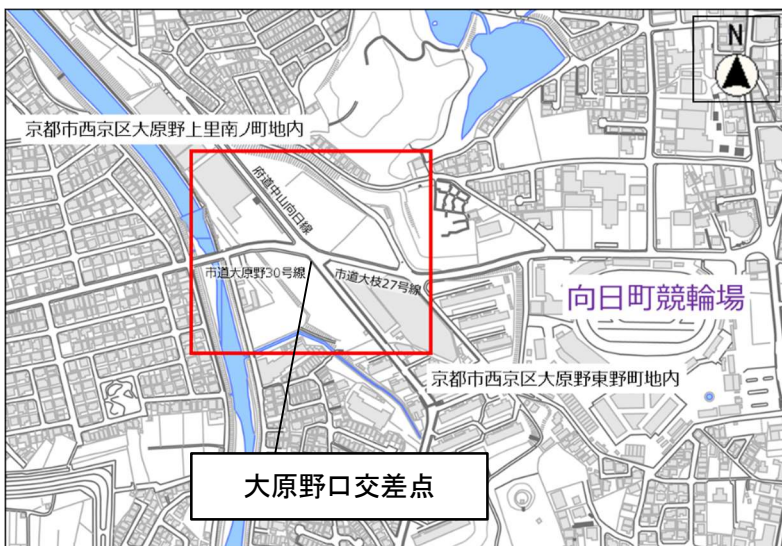 N
京都市西京区大原野上里南ノ町地内
府道中山向日線
市道大原野30号線
市道大枝27号線
向日町競輪場
京都市西京区大原野東野町地内
大原野口交差点